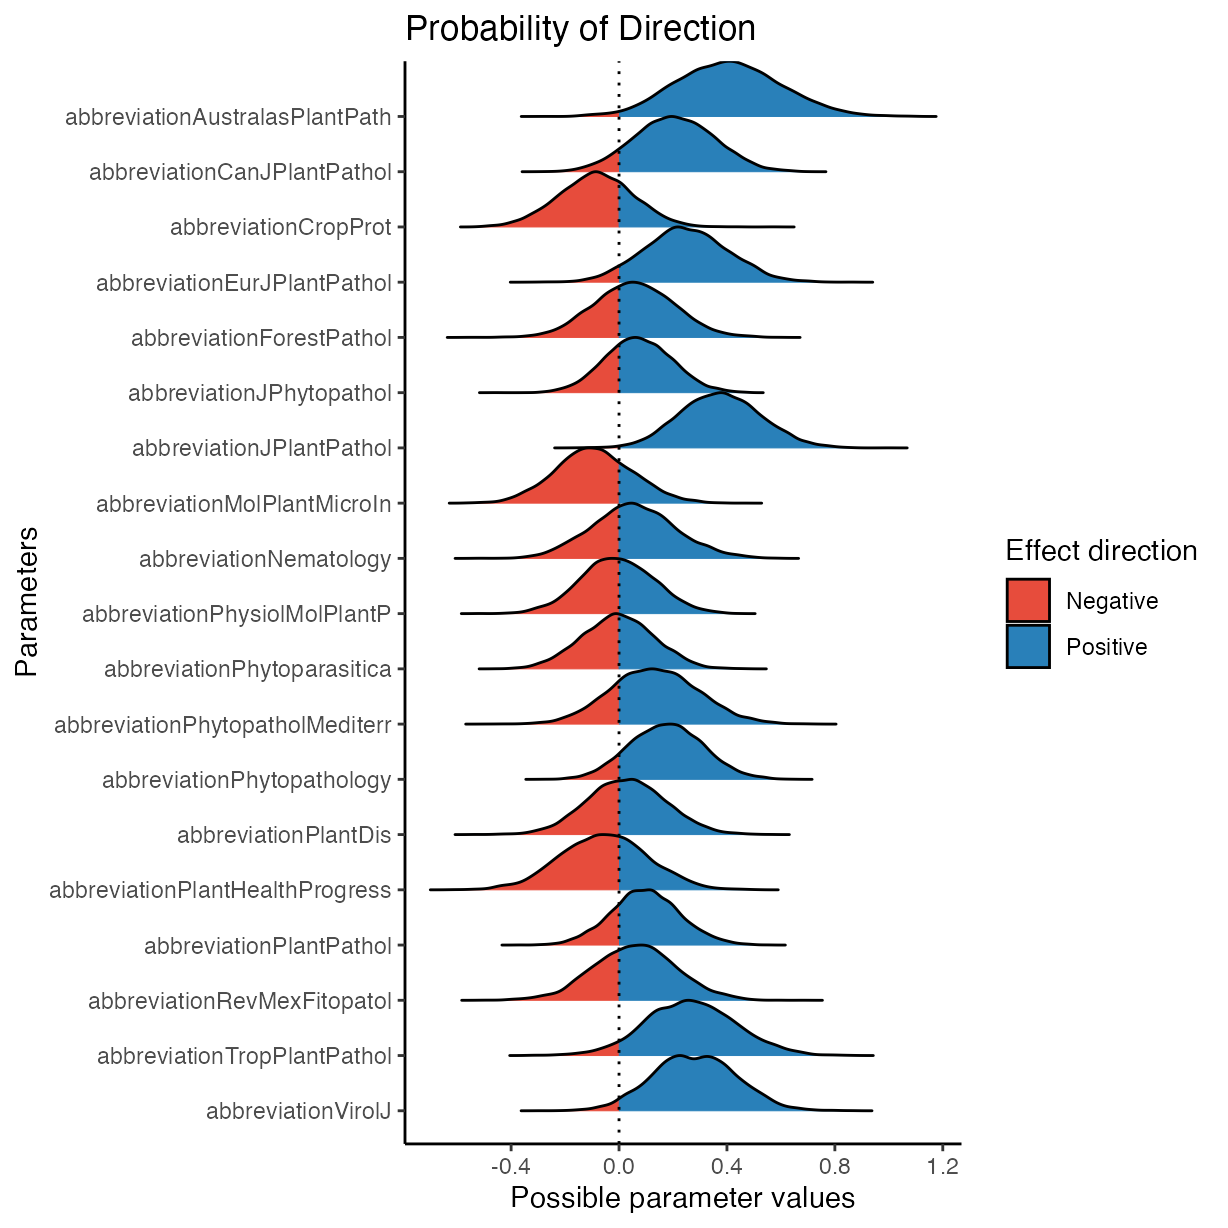 Probability of Direction
abbreviationAustralasPlantPath
abbreviationCanJPlantPathol
abbreviationCropProt
abbreviationEurJPlantPathol
abbreviationForestPathol
abbreviationJPhytopathol
abbreviationJPlantPathol
abbreviationMolPlantMicroIn
abbreviationNematology
abbreviationPhysiolMolPlantP
abbreviationPhytoparasitica
abbreviationPhytopatholMediterr
abbreviationPhytopathology
abbreviationPlantDis
abbreviationPlantHealthProgress
abbreviationPlantPathol
abbreviationRevMexFitopatol
abbreviationTropPlantPathol
abbreviationVirolJ
Parameters
-0.4 0.0 0.4 0.8 1.2
Possible parameter values
Effect direction
Negative
Positive